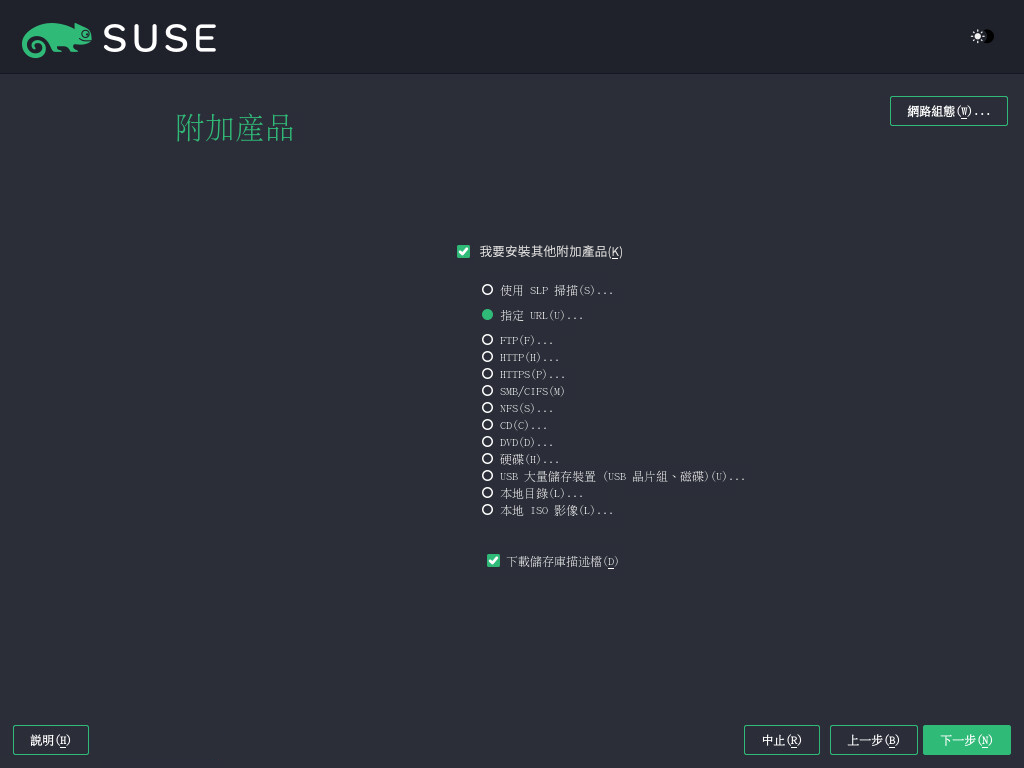 SUSE
網路組態(W)...
附加産品
我要安裝其他附加產品(K)
使用 SLP 掃描(S)...
指定 URL(U)...
FTP(F)...
HTTP(H)...
HTTPS(P)...
SMB/CIFS(M)
NFS(S)...
CD(C)...
DVD(D)...
硬碟(H)...
USB 大量儲存裝置 (USB 晶片組、磁碟)(U)...
本地目錄(L)...
本地 ISO 影像(L)...
下載儲存庫描述檔(D)
説明(H)
中止(R)
上一步(B)
下一步(N)